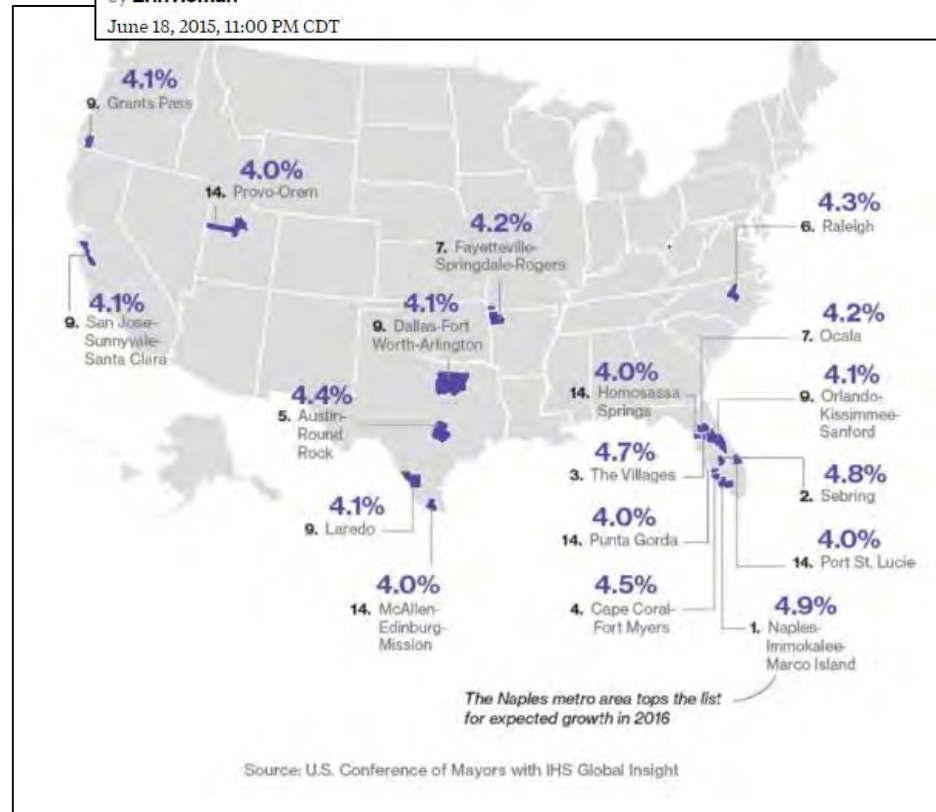 June 18, 2015, 11:00 PM CDT
4.1%
9. Grants Pass
4.0%
14. Provo-Orem
4.2%
7. Fayetteville-
Springdale-Rogers
4.3%
6. Raleigh
4.1%
9. San Jose-
Sunnyvale-
Santa Clara
4.1%
9. Dallas-Fort
Worth-Arlington
4.2%
7. Ocala
4.4%
5. Austin-
Round
Rock
4.0%
14. Homosassa
Springs
4.1%
9. Orlando-
Kissimmee-
Sanford
4.7%
3. The Villages
4.8%
2. Sebring
4.1%
9. Laredo
4.0%
14. Punta Gorda
4.0%
14. Port St. Lucie
4.0%
14. McAllen-
Edinburg-
Mission
4.5%
4. Cape Coral-
Fort Myers
4.9%
1. Naples-
Immokalee-
Marco Island
The Naples metro area tops the list
for expected growth in 2016
Source: U.S. Conference of Mayors with IHS Global Insight